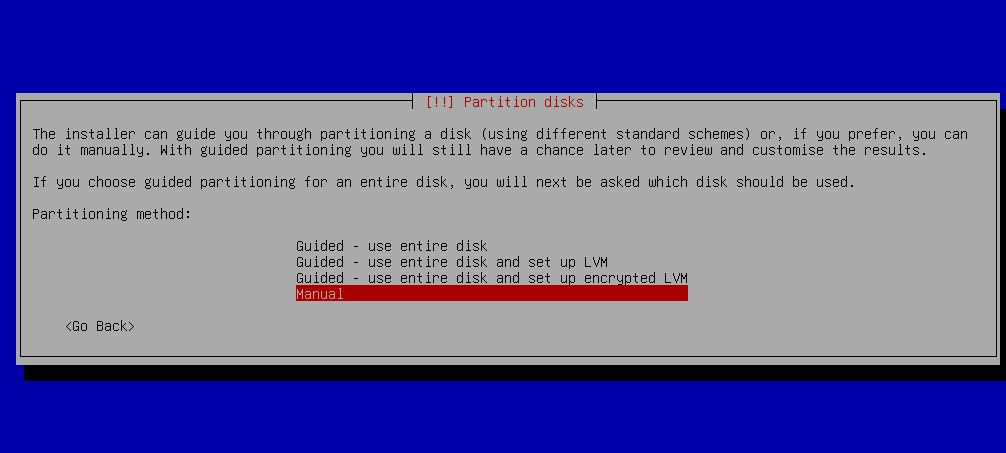 [!!] Partition disks
The installer can guide you through partitioning a disk (using different standard schemes) or, if you prefer, you can
do it manually. With guided partitioning you will still have a chance later to review and customise the results.
If you choose guided partitioning for an entire disk, you will next be asked which disk should be used.
Partitioning method:
Guided - use entire disk
Guided - use entire disk and set up LVM
Guided - use entire disk and set up encrypted LVM
Manual
<Go Back>